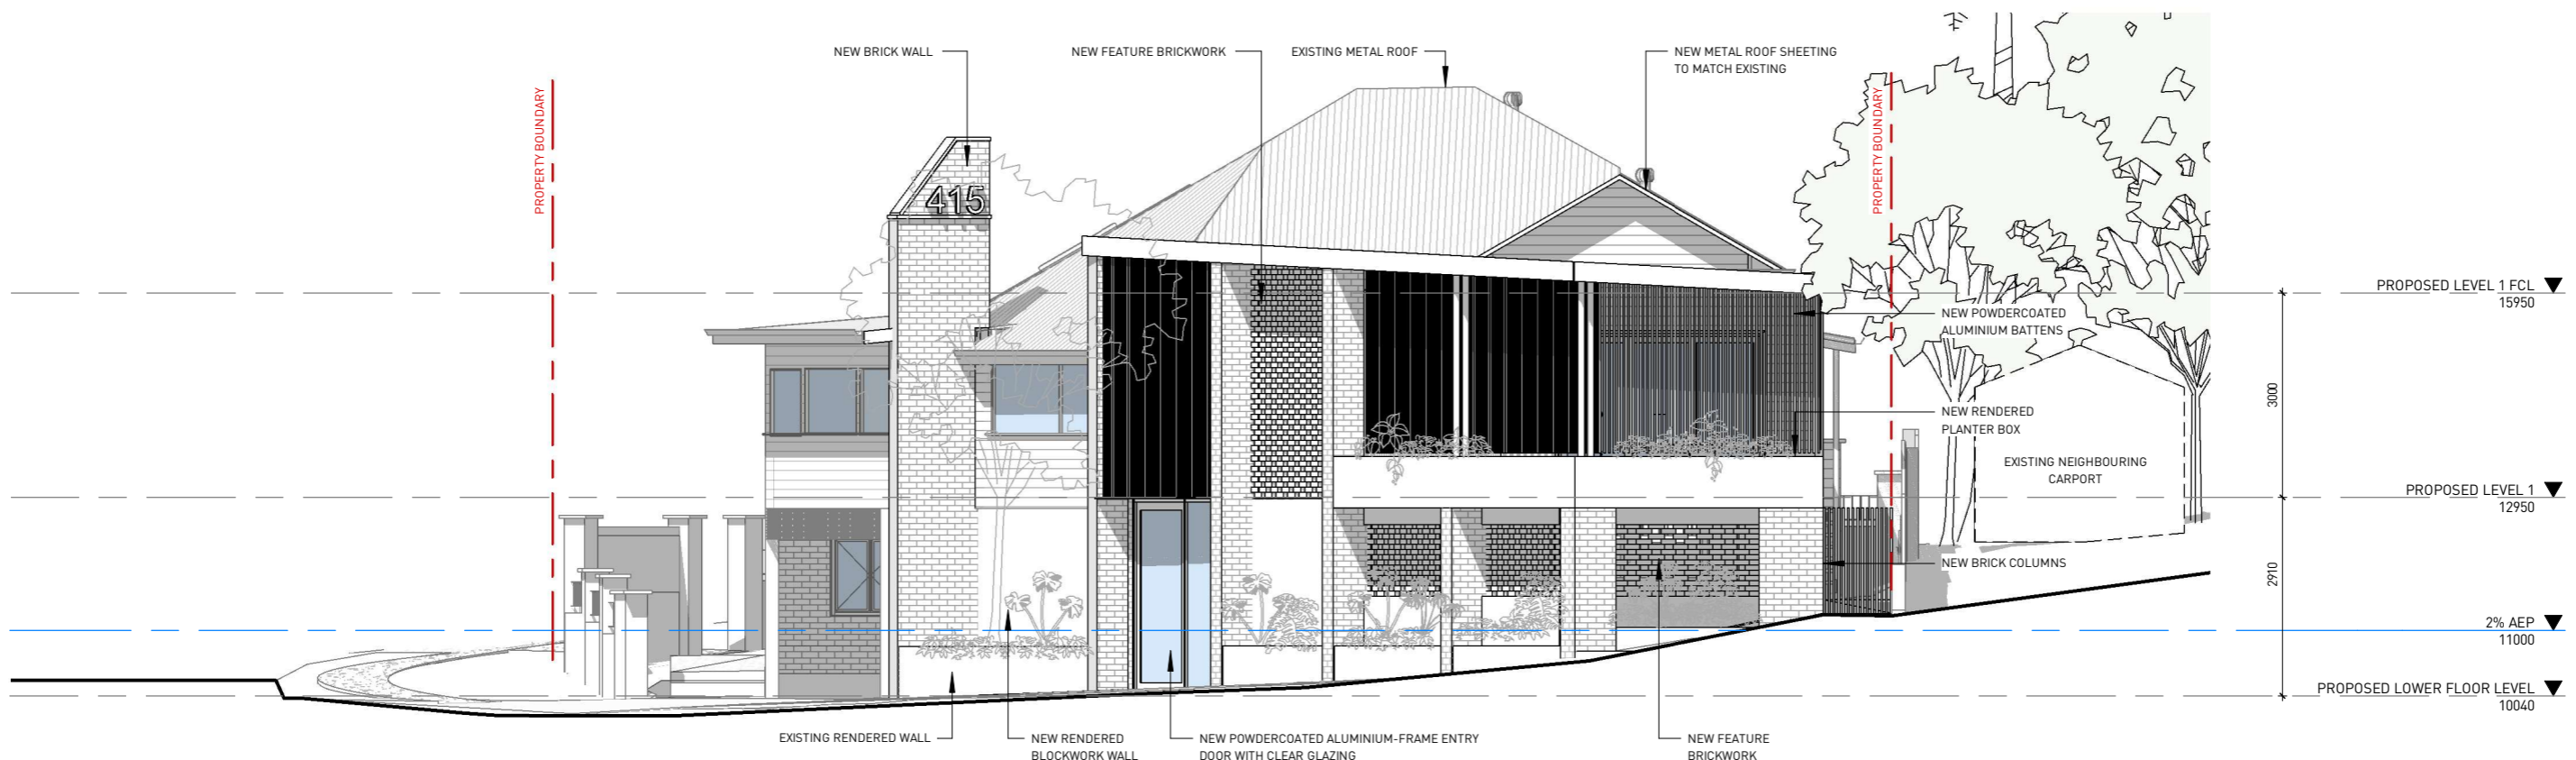 NEW BRICK WALL
NEW FEATURE BRICKWORK
EXISTING METAL ROOF
NEW METAL ROOF SHEETING
TO MATCH EXISTING
PROPERTY BOUNDARY
PROPERTY BOUNDARY
415
PROPOSED LEVEL 1 FCL
15950
NEW POWDERCOATED
ALUMINIUM BATTENS
3000
NEW RENDERED
PLANTER BOX
EXISTING NEIGHBOURING
CARPORT
PROPOSED LEVEL 1
12950
NEW BRICK COLUMNS
2910
2% AEP
11000
PROPOSED LOWER FLOOR LEVEL
10040
EXISTING RENDERED WALL
NEW RENDERED
BLOCKWORK WALL
NEW POWDERCOATED ALUMINIUM-FRAME ENTRY
DOOR WITH CLEAR GLAZING
NEW FEATURE
BRICKWORK